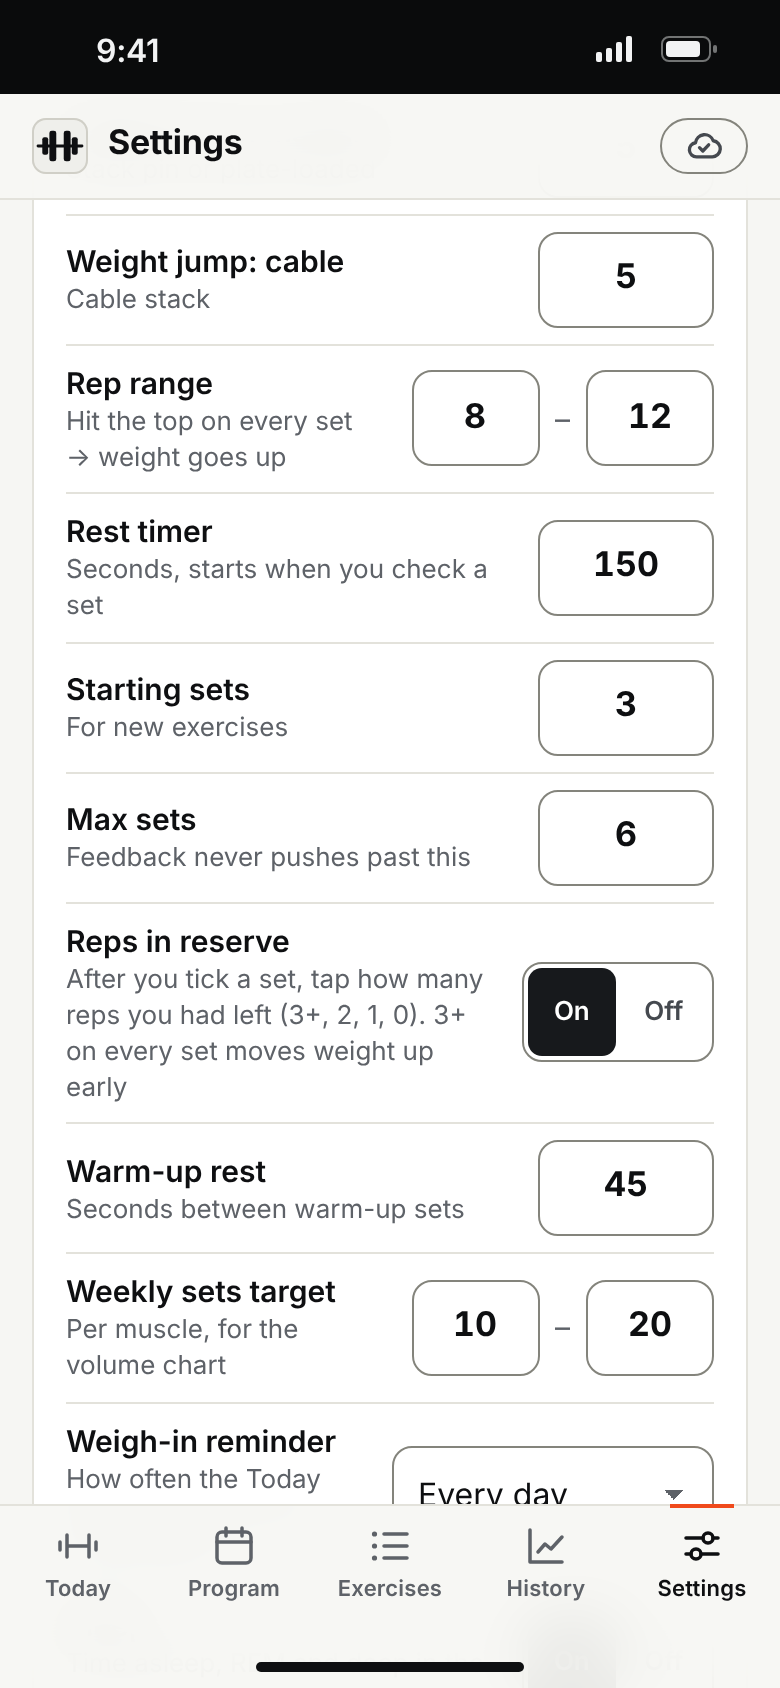 9:41
Settings
Weight jump: cable
Cable stack
5
Rep range
Hit the top on every set
→ weight goes up
8 – 12
Rest timer
Seconds, starts when you check a
set
150
Starting sets
For new exercises
3
Max sets
Feedback never pushes past this
6
Reps in reserve
After you tick a set, tap how many
reps you had left (3+, 2, 1, 0). 3+
on every set moves weight up
early
On Off
Warm-up rest
Seconds between warm-up sets
45
Weekly sets target
Per muscle, for the
volume chart
10 – 20
Weigh-in reminder
How often the Today
Every day
Today Program Exercises History Settings